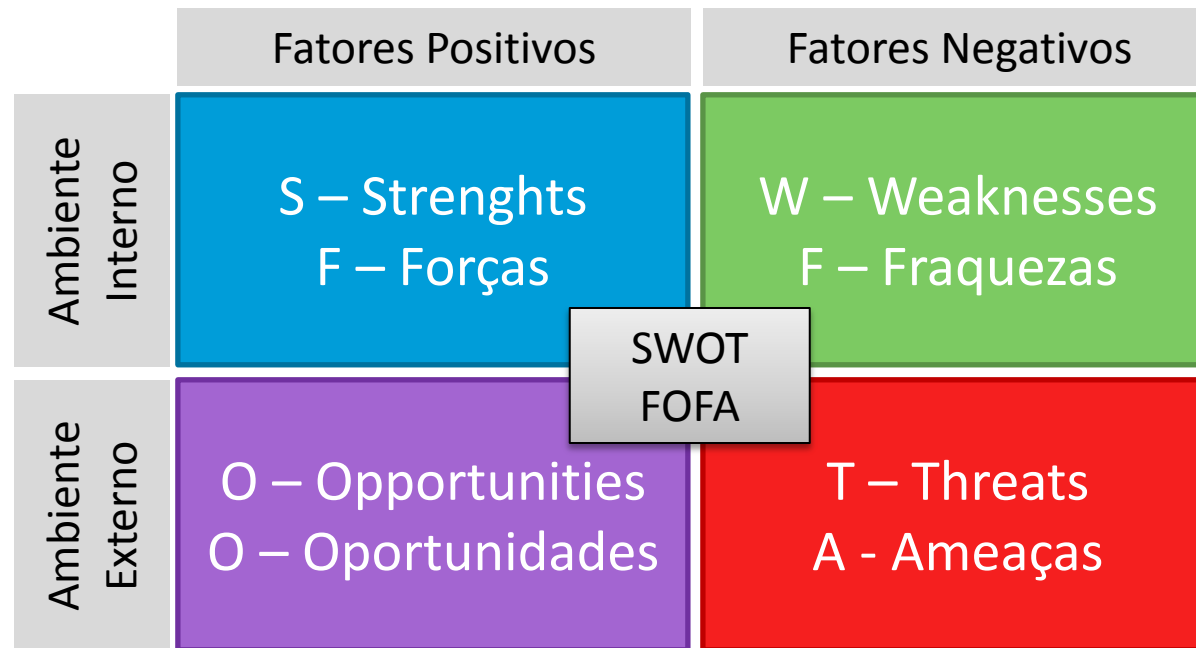 Fatores Positivos
Fatores Negativos
Ambiente
Interno
S – Strenghts
F – Forças
W – Weaknesses
F – Fraquezas
SWOT
FOFA
Ambiente
Externo
O – Opportunities
O – Oportunidades
T – Threats
A - Ameaças